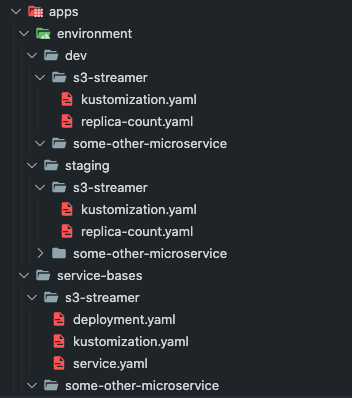 apps
environment
dev
s3-streamer
kustomization.yaml
replica-count.yaml
some-other-microservice
staging
s3-streamer
kustomization.yaml
replica-count.yaml
some-other-microservice
service-bases
s3-streamer
deployment.yaml
kustomization.yaml
service.yaml
some-other-microservice